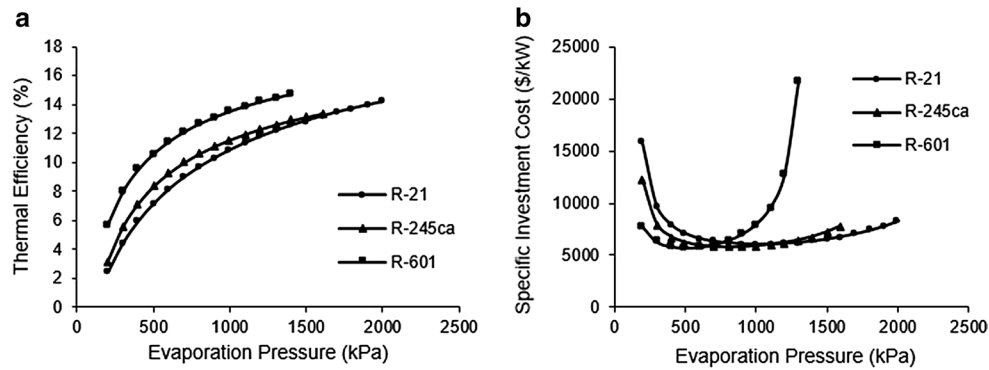 a
Thermal Efficiency (%)
18
16
14
12
10
8
6
4
2
0
0 500 1000 1500 2000 2500
Evaporation Pressure (kPa)
R-21
R-245ca
R-601
b
Specific Investment Cost ($/kW)
25000
20000
15000
10000
5000
0
0 500 1000 1500 2000 2500
Evaporation Pressure (kPa)
R-21
R-245ca
R-601